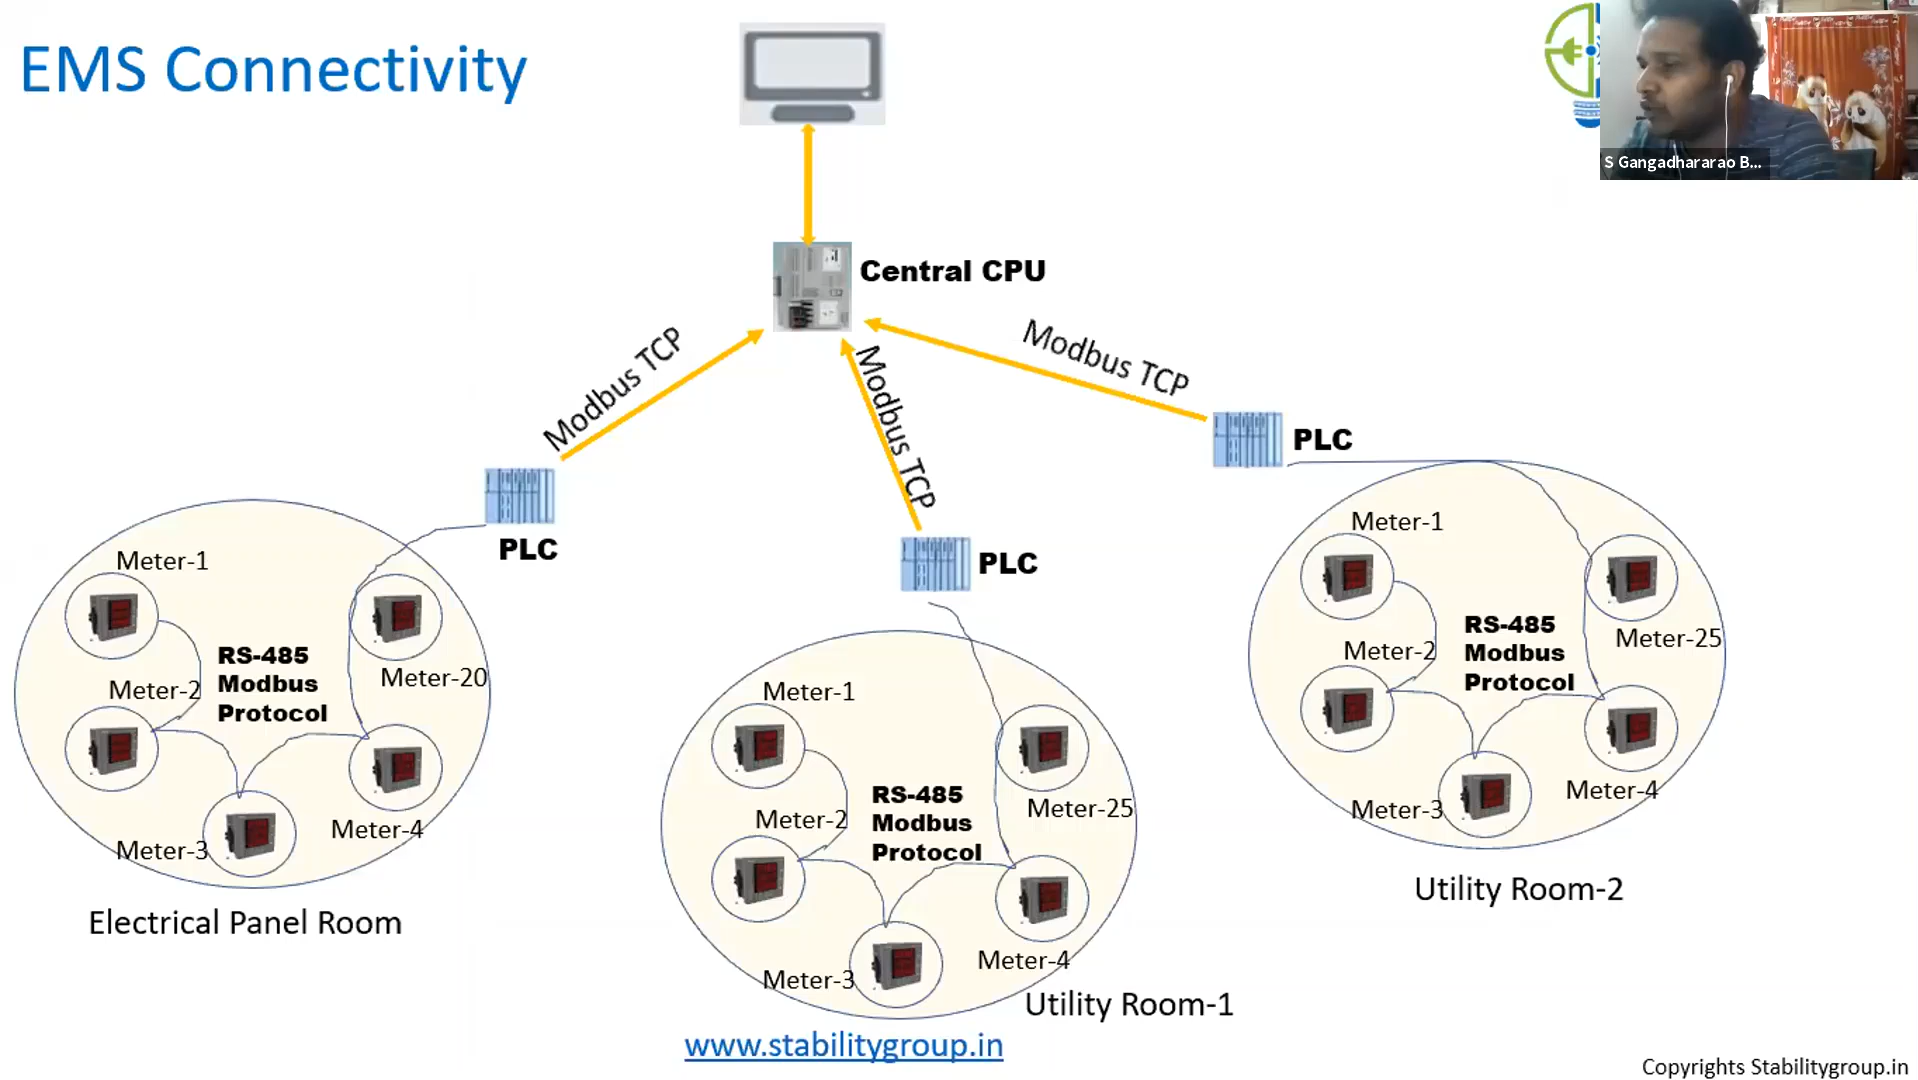 EMS Connectivity
S Gangadhararao B...
Central CPU
Modbus TCP
Modbus TCP
Modbus TCP
PLC
PLC
PLC
Meter-1
Meter-2
RS-485
Modbus
Protocol
Meter-20
Meter-3
Meter-4
Electrical Panel Room
Meter-1
Meter-2
RS-485
Modbus
Protocol
Meter-25
Meter-3
Meter-4
Utility Room-1
Meter-1
Meter-2
RS-485
Modbus
Protocol
Meter-25
Meter-3
Meter-4
Utility Room-2
www.stabilitygroup.in
Copyrights Stabilitygroup.in